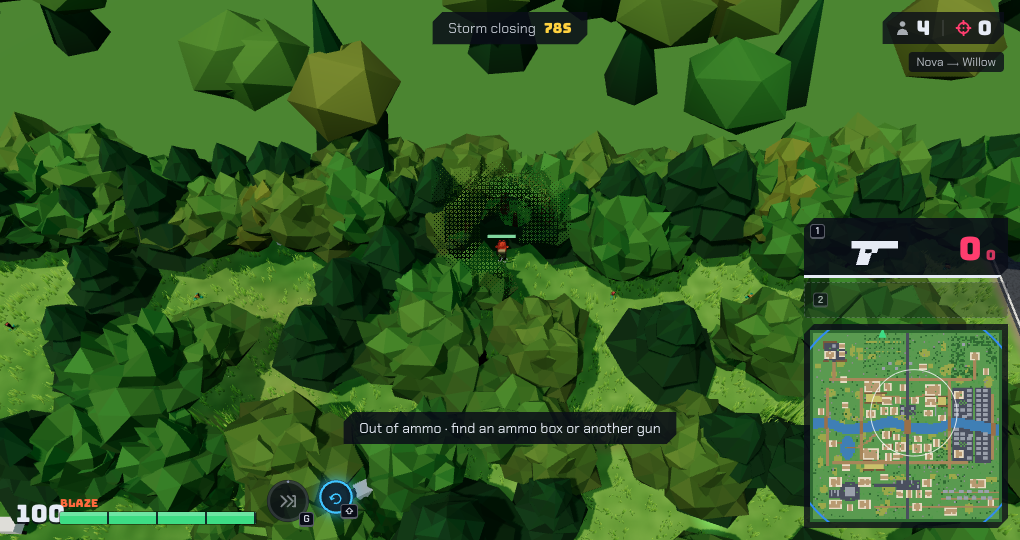 Storm closing 78S
4 0
Nova → Willow
1
0 0
2
Out of ammo · find an ammo box or another gun
BLAZE
100
G